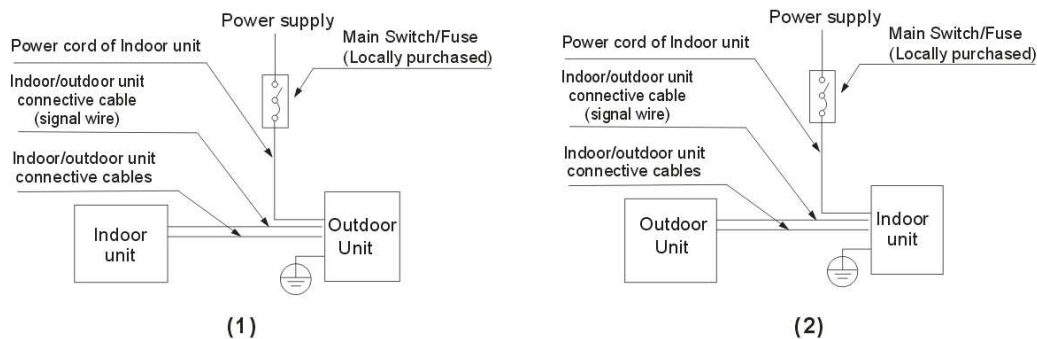 Power supply
Power cord of Indoor unit
Main Switch/Fuse
(Locally purchased)
Indoor/outdoor unit
connective cable
(signal wire)
Indoor/outdoor unit
connective cables
Indoor
unit
Outdoor
Unit
(1)
Power supply
Power cord of Indoor unit
Main Switch/Fuse
(Locally purchased)
Indoor/outdoor unit
connective cable
(signal wire)
Indoor/outdoor unit
connective cables
Outdoor
Unit
Indoor
unit
(2)